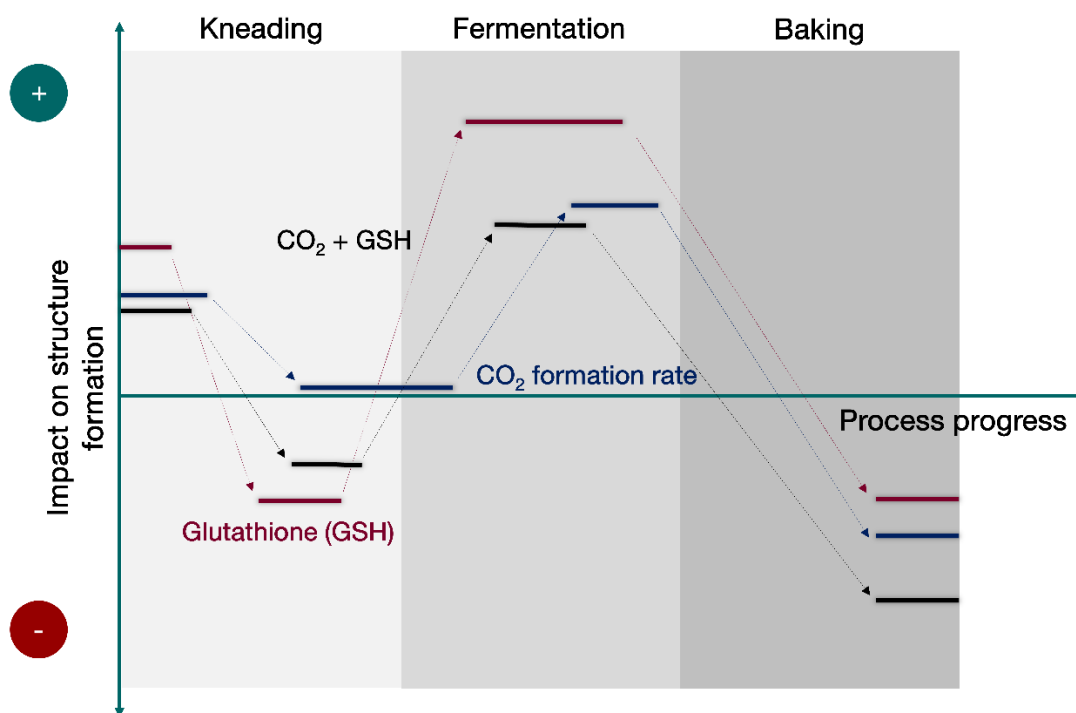 Kneading
Fermentation
Baking
+
CO₂ + GSH
Impact on structure
formation
CO₂ formation rate
Process progress
Glutathione (GSH)
-